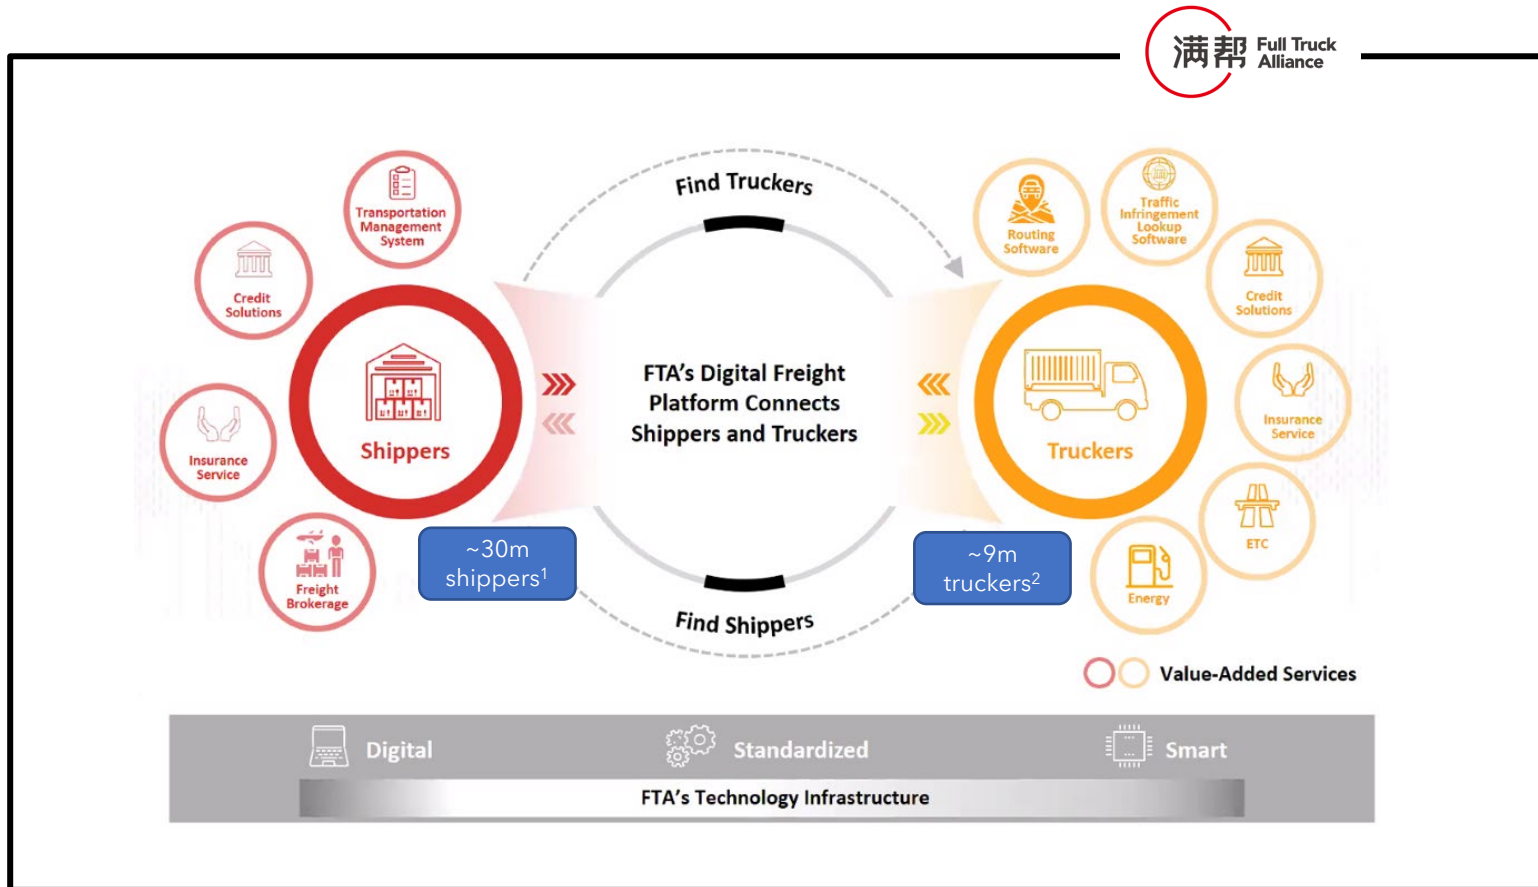 满帮 Full Truck
Alliance
Find Truckers
Transportation
Management
System
Credit
Solutions
Insurance
Service
Freight
Brokerage
Shippers
~30m
shippers¹
FTA's Digital Freight
Platform Connects
Shippers and Truckers
Find Shippers
Truckers
~9m
truckers²
Routing
Software
Traffic
Infringement
Lookup
Software
Credit
Solutions
Insurance
Service
ETC
Energy
Value-Added Services
Digital
Standardized
Smart
FTA's Technology Infrastructure